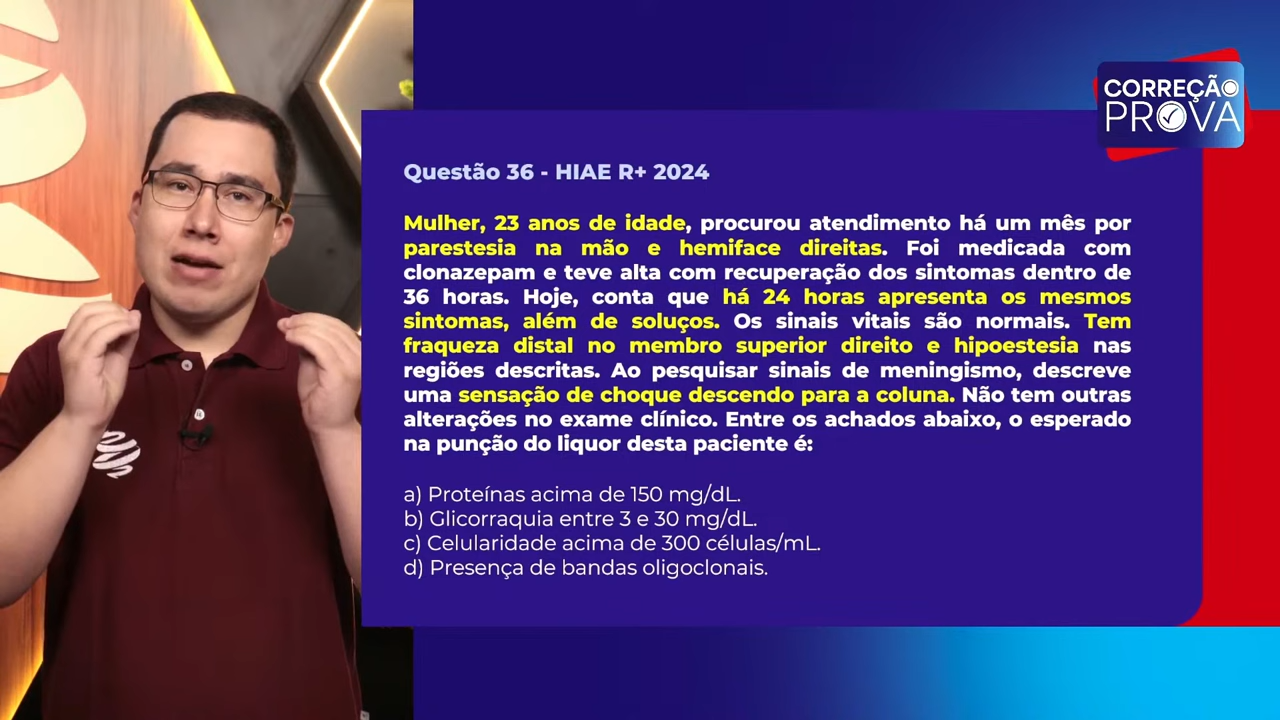 CORREÇÃO
PROVA
Questão 36 - HIAE R+ 2024
Mulher, 23 anos de idade, procurou atendimento há um mês por
parestesia na mão e hemiface direitas. Foi medicada com
clonazepam e teve alta com recuperação dos sintomas dentro de
36 horas. Hoje, conta que há 24 horas apresenta os mesmos
sintomas, além de soluços. Os sinais vitais são normais. Tem
fraqueza distal no membro superior direito e hipoestesia nas
regiões descritas. Ao pesquisar sinais de meningismo, descreve
uma sensação de choque descendo para a coluna. Não tem outras
alterações no exame clínico. Entre os achados abaixo, o esperado
na punção do liquor desta paciente é:
a) Proteínas acima de 150 mg/dL.
b) Glicorraquia entre 3 e 30 mg/dL.
c) Celularidade acima de 300 células/mL.
d) Presença de bandas oligoclonais.